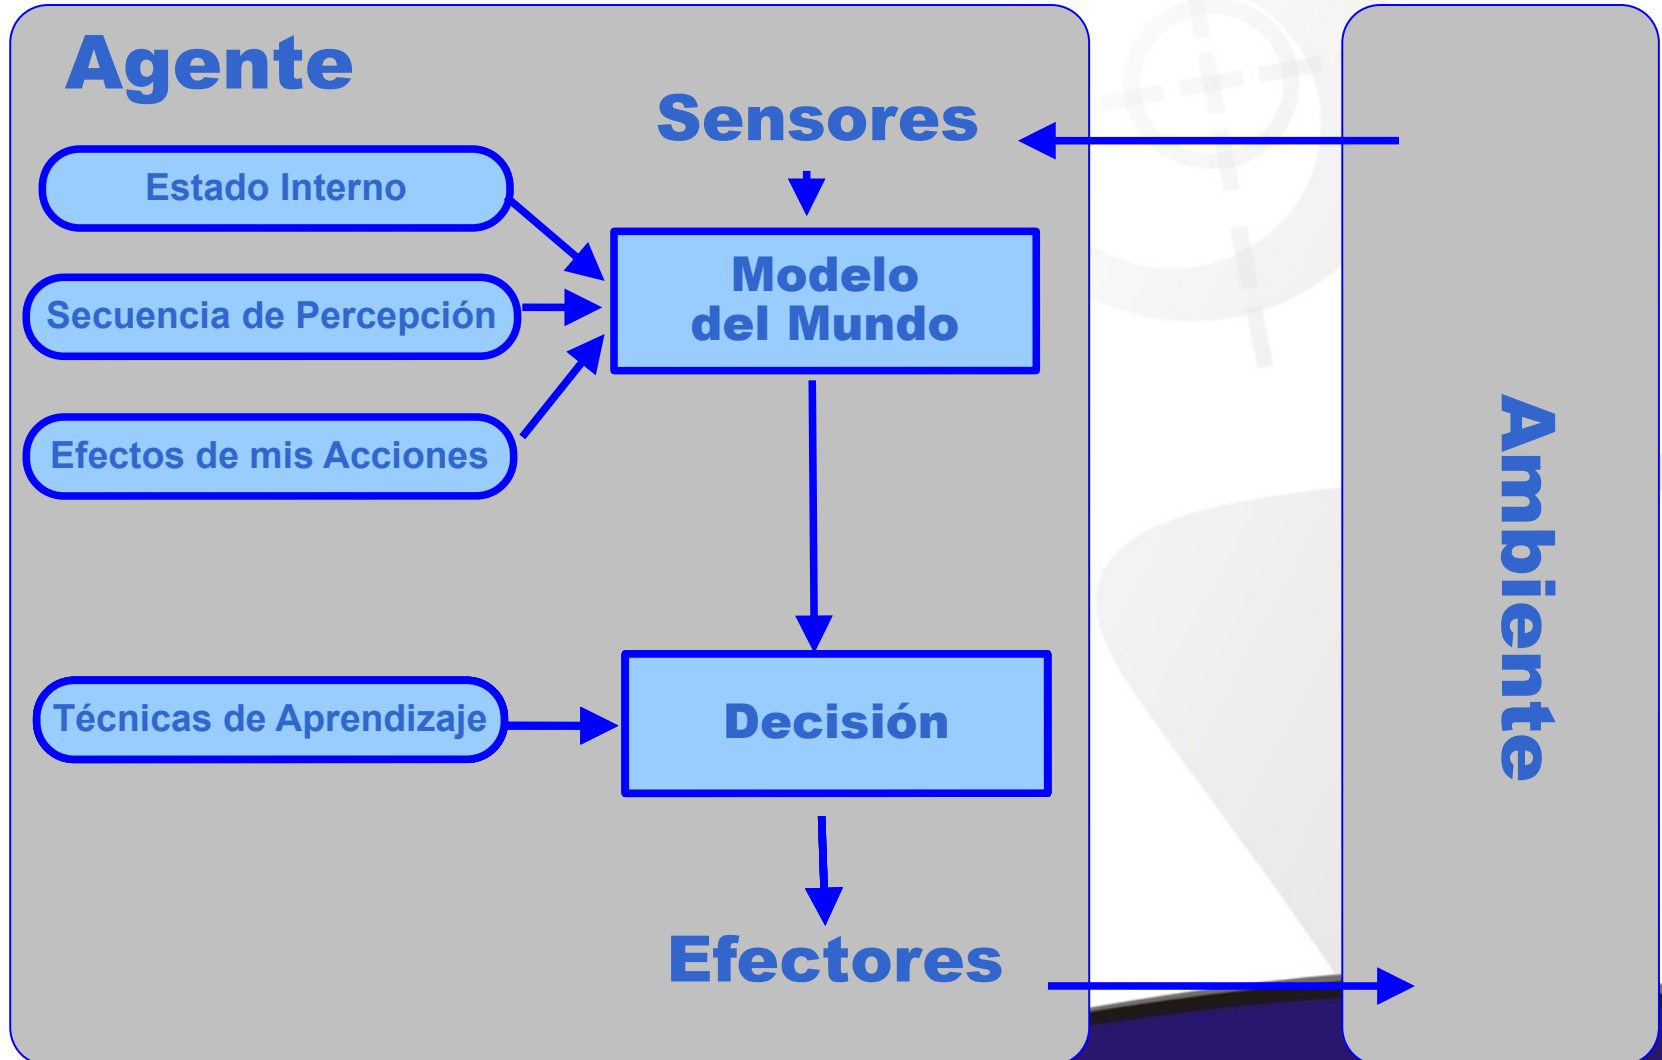 Agente
Sensores
Estado Interno
Modelo
del Mundo
Secuencia de Percepción
Efectos de mis Acciones
Ambiente
Técnicas de Aprendizaje
Decisión
Efectores